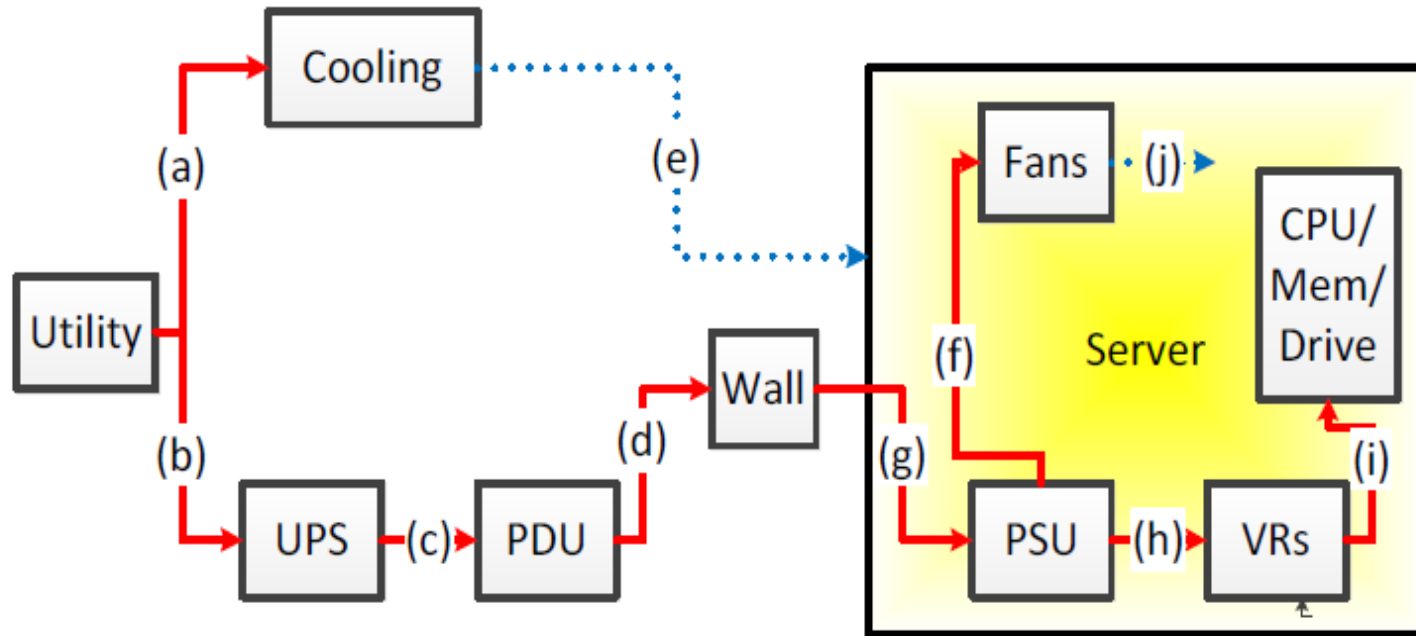 Cooling
(a)
(e)
Fans
(j)
CPU/
Mem/
Drive
Utility
Server
(f)
Wall
(b)
(d)
(g)
(i)
UPS
(c)
PDU
PSU
(h)
VRs